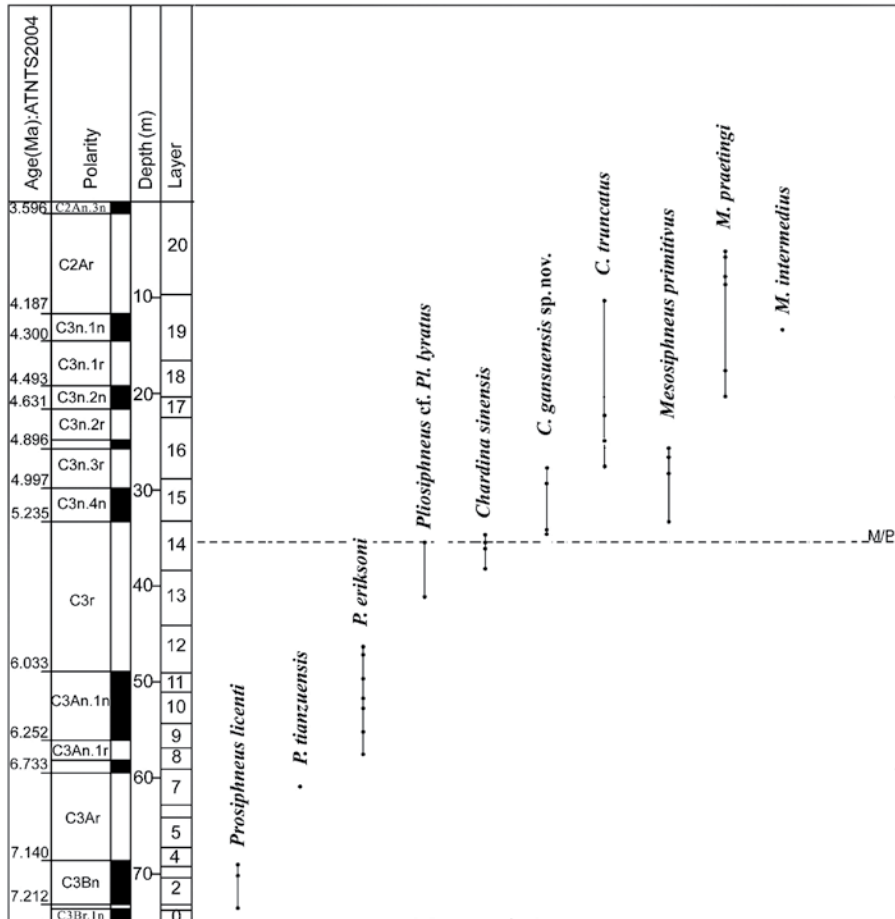 Age(Ma):ATNTS2004
Polarity
Depth(m)
Layer
3.596
C2An.3n
C2Ar
20
10
4.187
C3n.1n
19
4.300
C3n.1r
18
4.493
C3n.2n
20
17
4.631
C3n.2r
4.896
16
C3n.3r
4.997
30
C3n.4n
15
5.235
14
C3r
40
13
12
6.033
50
11
C3An.1n
10
6.252
9
C3An.1r
8
6.733
60
7
C3Ar
5
7.140
4
70
C3Bn
2
7.212
C3Br.1n
0
Prosiphneus licenti
P. tianzuensis
P. eriksoni
Pliosiphneus cf. Pl. lyratus
Chardina sinensis
C. gansuensis sp. nov.
C. truncatus
Mesosiphneus primitivus
M. praetingi
M. intermedius
M/P